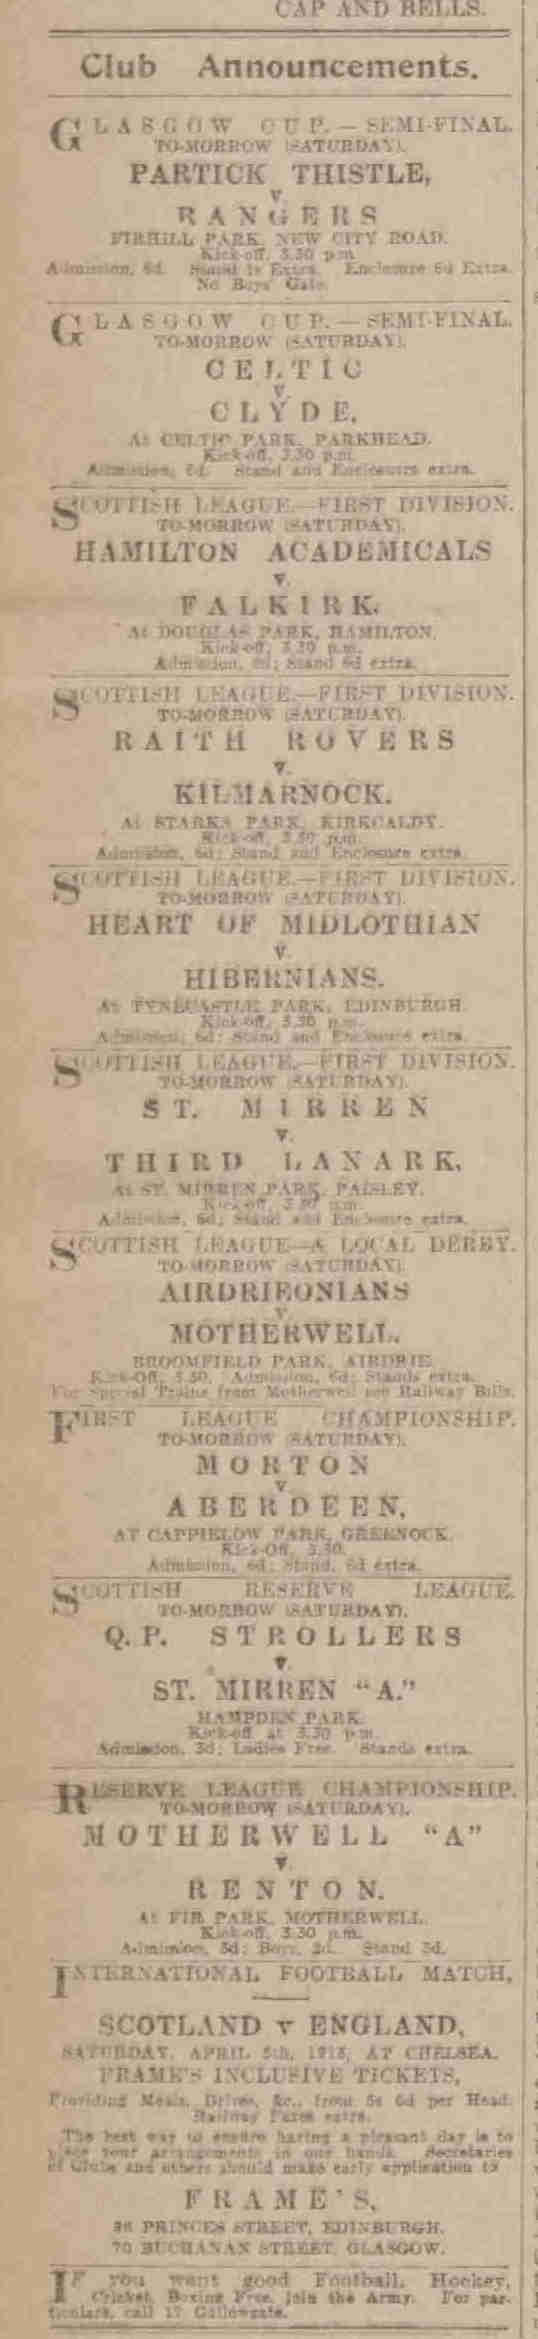 CAP AND BELLS.
Club Announcements.
GLASGOW CUP.—SEMI-FINAL.
TO-MORROW (SATURDAY).
PARTICK THISTLE,
v.
RANGERS
FIRHILL PARK, NEW CITY ROAD.
Kick-off, 3.30 p.m.
Admission, 6d. Stand 1s Extra. Enclosure 6d Extra.
No Boys' Gate.
GLASGOW CUP.—SEMI-FINAL.
TO-MORROW (SATURDAY).
CELTIC
v.
CLYDE,
At CELTIC PARK, PARKHEAD.
Kick-off, 3.30 p.m.
Admission, 6d. Stand and Enclosure extra.
SCOTTISH LEAGUE.—FIRST DIVISION.
TO-MORROW (SATURDAY).
HAMILTON ACADEMICALS
v.
FALKIRK.
At DOUGLAS PARK, HAMILTON.
Kick-off, 3.30 p.m.
Admission, 6d; Stand 6d extra.
SCOTTISH LEAGUE.—FIRST DIVISION.
TO-MORROW (SATURDAY).
RAITH ROVERS
v.
KILMARNOCK.
At STARKS PARK, KIRKCALDY.
Kick-off, 3.30 p.m.
Admission, 6d; Stand and Enclosure extra.
SCOTTISH LEAGUE.—FIRST DIVISION.
TO-MORROW (SATURDAY).
HEART OF MIDLOTHIAN
v.
HIBERNIANS.
At TYNECASTLE PARK, EDINBURGH.
Kick-off, 3.30 p.m.
Admission, 6d; Stand and Enclosure extra.
SCOTTISH LEAGUE.—FIRST DIVISION.
TO-MORROW (SATURDAY).
ST. MIRREN
v.
THIRD LANARK,
At ST. MIRREN PARK, PAISLEY.
Kick-off, 3.30 p.m.
Admission, 6d; Stand and Enclosure extra.
SCOTTISH LEAGUE—A LOCAL DERBY.
TO-MORROW (SATURDAY).
AIRDRIEONIANS
v.
MOTHERWELL,
BROOMFIELD PARK, AIRDRIE.
Kick-Off, 3.30. Admission, 6d; Stands extra.
For Special Trains from Motherwell see Railway Bills.
FIRST LEAGUE CHAMPIONSHIP.
TO-MORROW (SATURDAY).
MORTON
v
ABERDEEN,
AT CAPPIELOW PARK, GREENOCK.
Kick-Off, 3.30.
Admission, 6d; Stand, 6d extra.
SCOTTISH RESERVE LEAGUE.
TO-MORROW (SATURDAY).
Q.P. STROLLERS
v.
ST. MIRREN "A."
HAMPDEN PARK.
Kick-off at 3.30 p.m.
Admission, 3d; Ladies Free. Stands extra.
RESERVE LEAGUE CHAMPIONSHIP.
TO-MORROW (SATURDAY).
MOTHERWELL "A"
v.
RENTON.
At FIR PARK, MOTHERWELL.
Kick-off, 3.30 p.m.
Admission, 3d; Boys, 2d. Stand 3d.
INTERNATIONAL FOOTBALL MATCH,
SCOTLAND v ENGLAND,
SATURDAY, APRIL 5th, 1913, AT CHELSEA.
FRAME'S INCLUSIVE TICKETS,
Providing Meals, Drives, &c., from 5s 6d per Head.
Railway Fares extra.
The best way to ensure having a pleasant day is to
place your arrangements in our hands. Secretaries
of Clubs and others should make early application to
FRAME'S,
PRINCES STREET, EDINBURGH.
70 BUCHANAN STREET, GLASGOW.
IF you want good Football, Hockey,
Cricket, Boxing Free, join the Army. For par-
ticulars, call 17 Gallowgate.